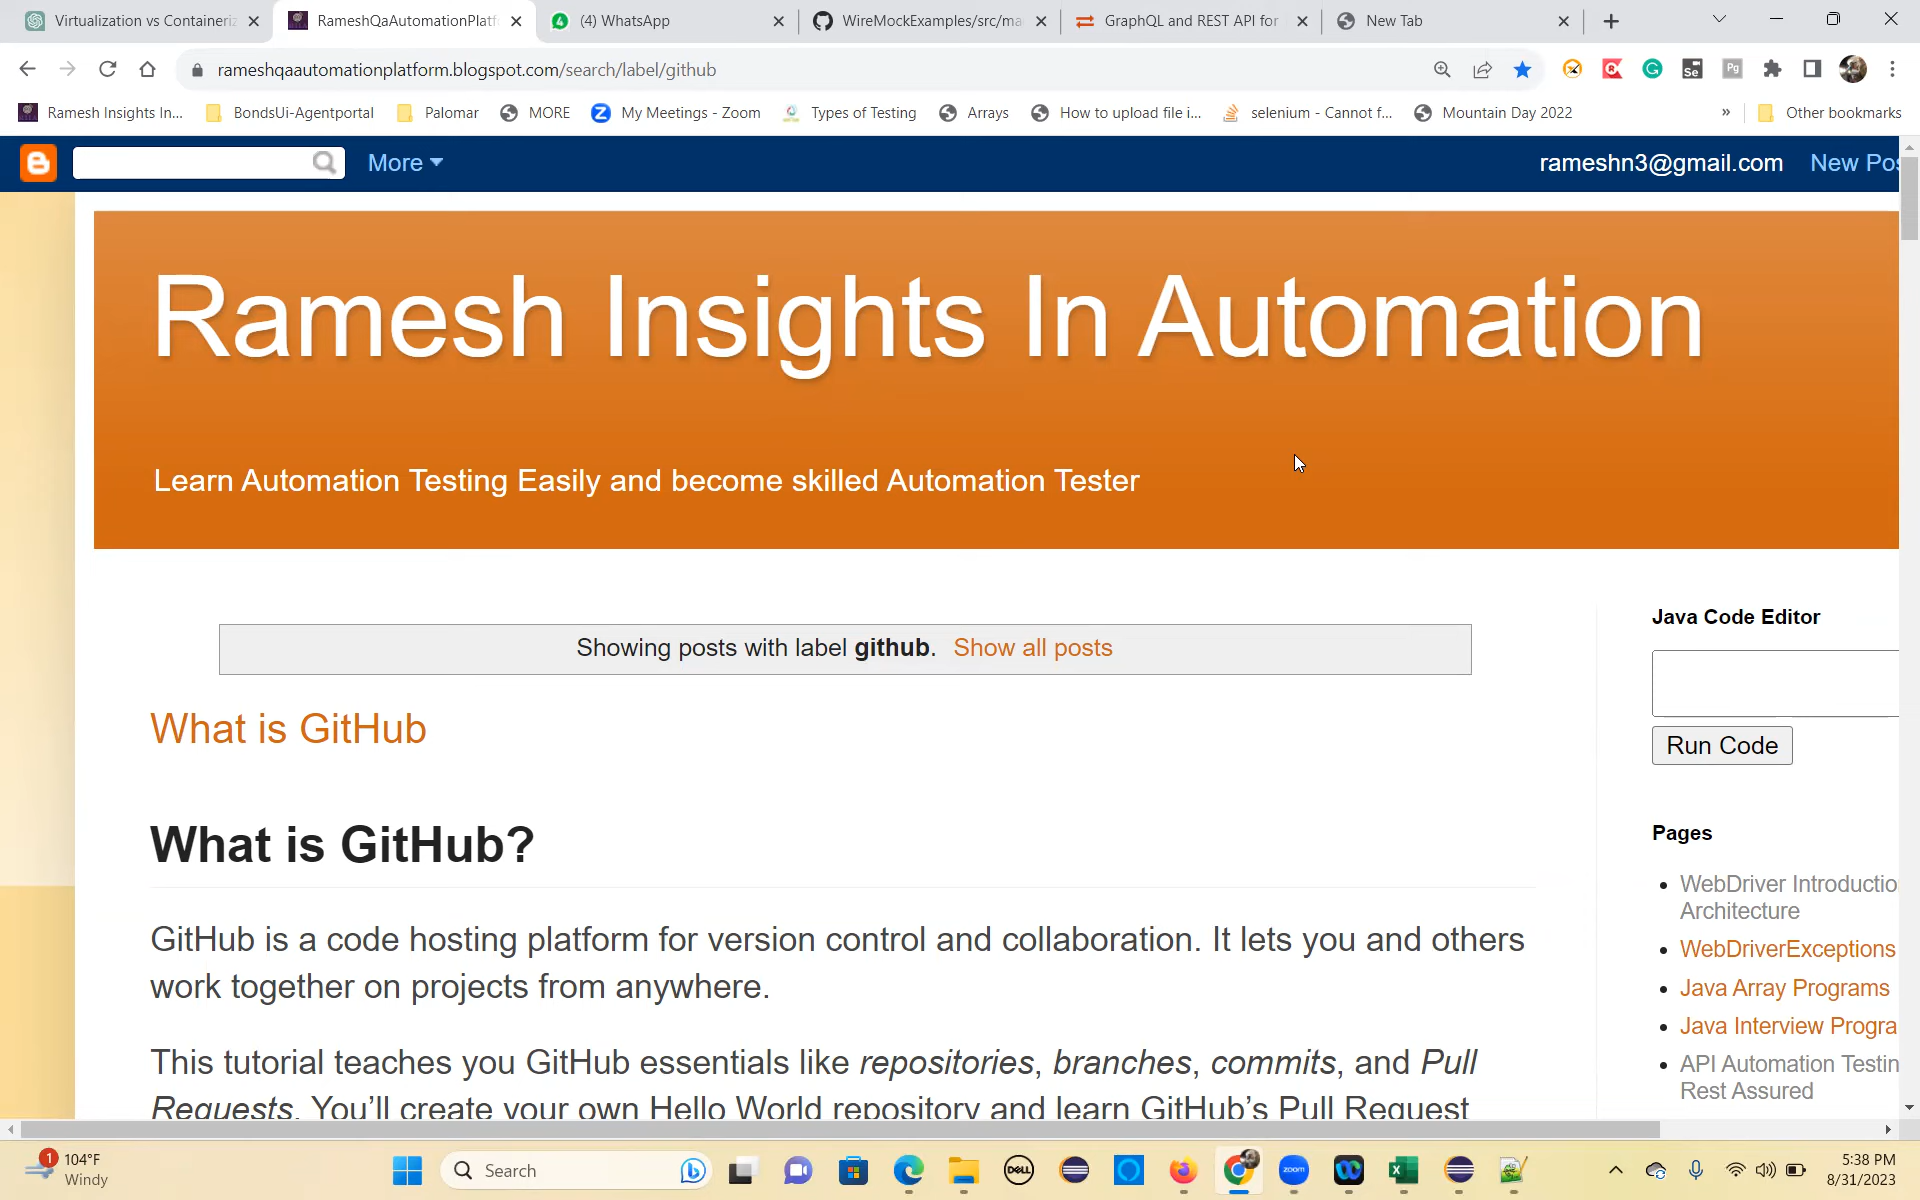 Virtualization vs Containeriz
RameshQaAutomationPlatf
(4) WhatsApp
WireMockExamples/src/ma
GraphQL and REST API for
New Tab
rameshqaautomationplatform.blogspot.com/search/label/github
Ramesh Insights In...
BondsUi-Agentportal
Palomar
MORE
My Meetings - Zoom
Types of Testing
Arrays
How to upload file i...
selenium - Cannot f...
Mountain Day 2022
»
Other bookmarks
More
rameshn3@gmail.com
New Pos
Ramesh Insights In Automation
Learn Automation Testing Easily and become skilled Automation Tester
Showing posts with label github. Show all posts
What is GitHub
What is GitHub?
GitHub is a code hosting platform for version control and collaboration. It lets you and others
work together on projects from anywhere.
This tutorial teaches you GitHub essentials like repositories, branches, commits, and Pull
Requests. You'll create your own Hello World repository and learn GitHub's Pull Request
Java Code Editor
Run Code
Pages
WebDriver Introductio
Architecture
WebDriverExceptions
Java Array Programs
Java Interview Progra
API Automation Testin
Rest Assured
1
104°F
Windy
Search
DELL
zoom
5:38 PM
8/31/2023